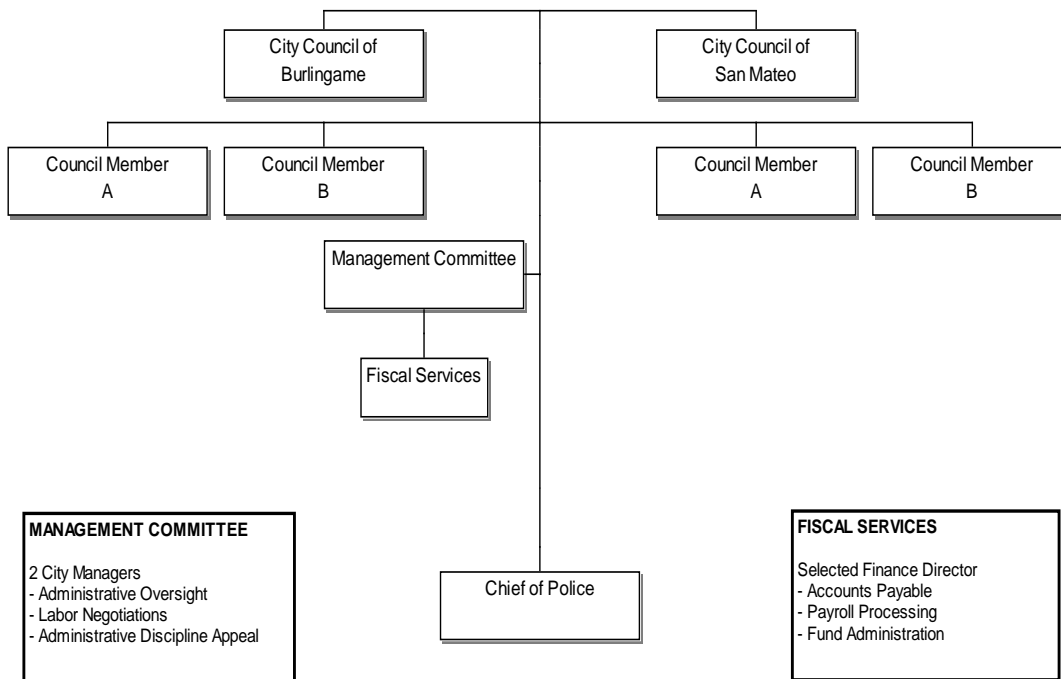 City Council of
Burlingame
City Council of
San Mateo
Council Member
A
Council Member
B
Council Member
A
Council Member
B
Management Committee
Fiscal Services
MANAGEMENT COMMITTEE
2 City Managers
- Administrative Oversight
- Labor Negotiations
- Administrative Discipline Appeal
Chief of Police
FISCAL SERVICES
Selected Finance Director
- Accounts Payable
- Payroll Processing
- Fund Administration